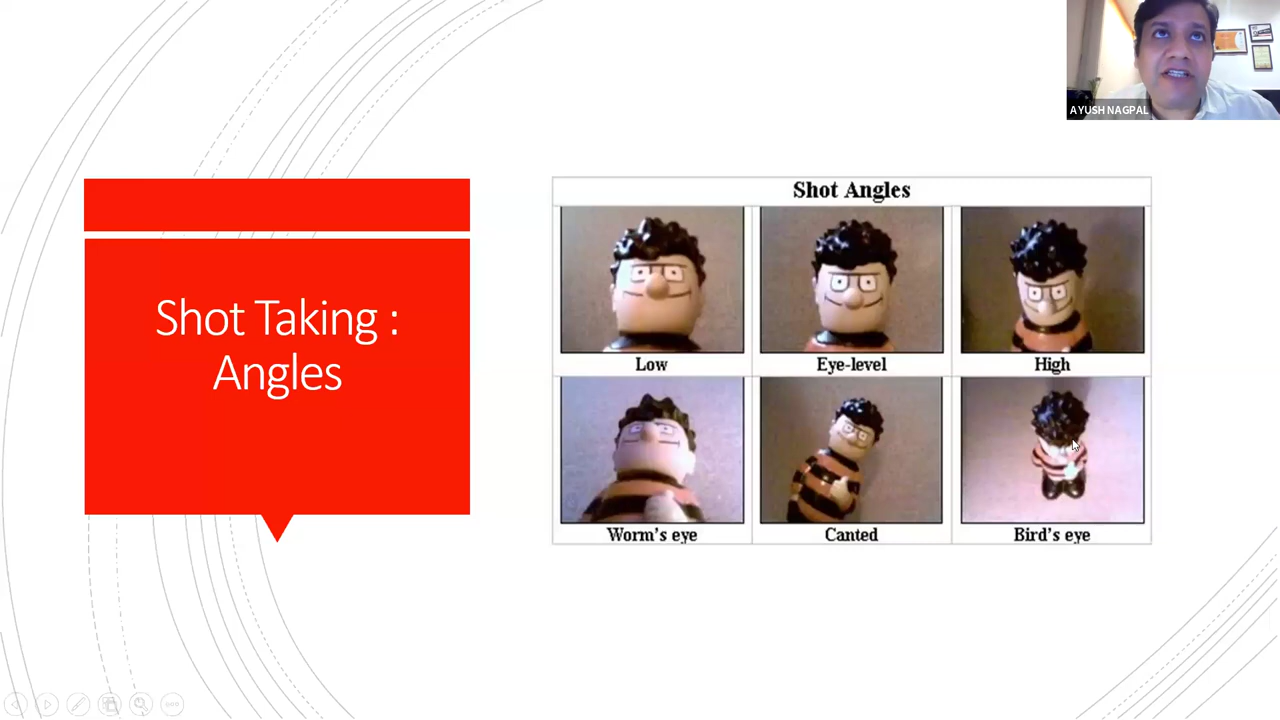 AYUSH NAGPAL
Shot Taking :
Angles
Shot Angles
Low
Eye-level
High
Worm's eye
Canted
Bird's eye